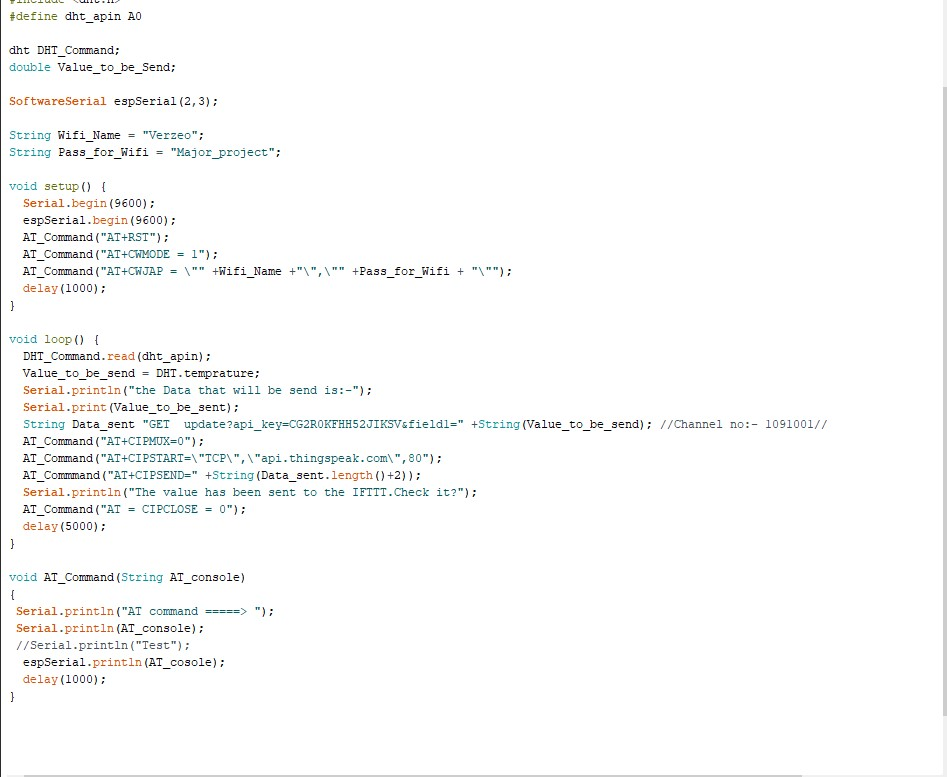 #include <dht.h>
#define dht_apin A0
dht DHT_Command;
double Value_to_be_Send;
SoftwareSerial espSerial(2,3);
String Wifi_Name = "Verzeo";
String Pass_for_Wifi = "Major_project";
void setup() {
Serial.begin(9600);
espSerial.begin(9600);
AT_Command("AT+RST");
AT_Command("AT+CWMODE = 1");
AT_Command("AT+CWJAP = \"" +Wifi_Name +"\",\"" +Pass_for_Wifi + "\"");
delay(1000);
}
void loop() {
DHT_Command.read(dht_apin);
Value_to_be_send = DHT.temprature;
Serial.println("the Data that will be send is:-");
Serial.print(Value_to_be_sent);
String Data_sent "GET  update?api_key=CG2R0KFHH52JIKSV&field1=" +String(Value_to_be_send); //Channel no:- 1091001//
AT_Command("AT+CIPMUX=0");
AT_Command("AT+CIPSTART=\"TCP\",\"api.thingspeak.com\",80");
AT_Commmand("AT+CIPSEND=" +String(Data_sent.length()+2));
Serial.println("The value has been sent to the IFTTT.Check it?");
AT_Command("AT = CIPCLOSE = 0");
delay(5000);
}
void AT_Command(String AT_console)
{
Serial.println("AT command =====> ");
Serial.println(AT_console);
//Serial.println("Test");
espSerial.println(AT_cosole);
delay(1000);
}